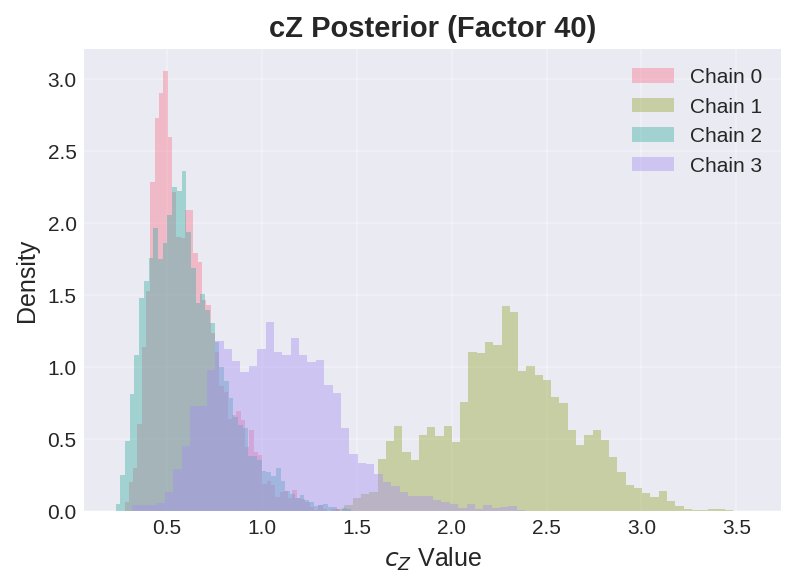 cZ Posterior (Factor 40)
Chain 0
Chain 1
Chain 2
Chain 3
Density
3.0
2.5
2.0
1.5
1.0
0.5
0.0
0.5 1.0 1.5 2.0 2.5 3.0 3.5
c_Z Value